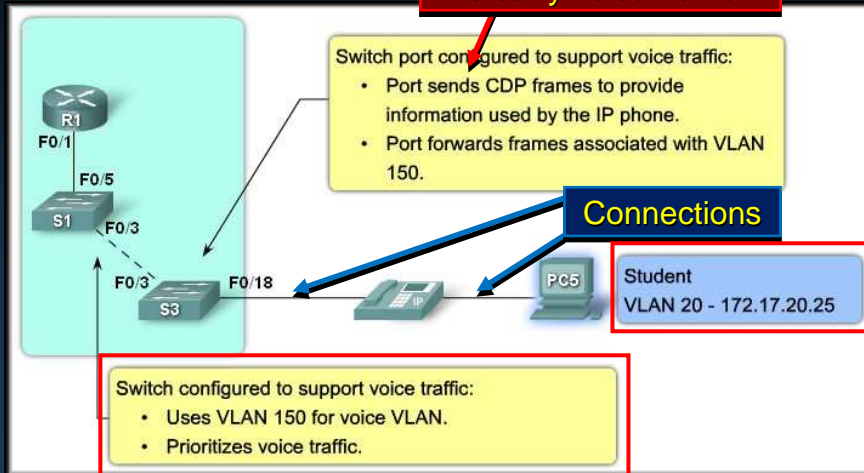 Switch port configured to support voice traffic:
• Port sends CDP frames to provide
information used by the IP phone.
• Port forwards frames associated with VLAN
150.
R1
F0/1
F0/5
S1
F0/3
Connections
F0/3
S3
F0/18
IP
PC5
Student
VLAN 20 - 172.17.20.25
Switch configured to support voice traffic:
• Uses VLAN 150 for voice VLAN.
• Prioritizes voice traffic.